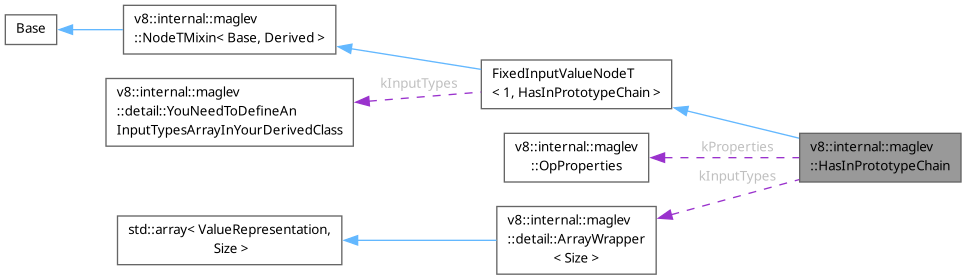 Base
v8::internal::maglev
::NodeTMixin< Base, Derived >
v8::internal::maglev
::detail::YouNeedToDefineAn
InputTypesArrayInYourDerivedClass
kInputTypes
FixedInputValueNodeT
< 1, HasInPrototypeChain >
v8::internal::maglev
::OpProperties
kProperties
kInputTypes
v8::internal::maglev
::HasInPrototypeChain
std::array< ValueRepresentation,
Size >
v8::internal::maglev
::detail::ArrayWrapper
< Size >